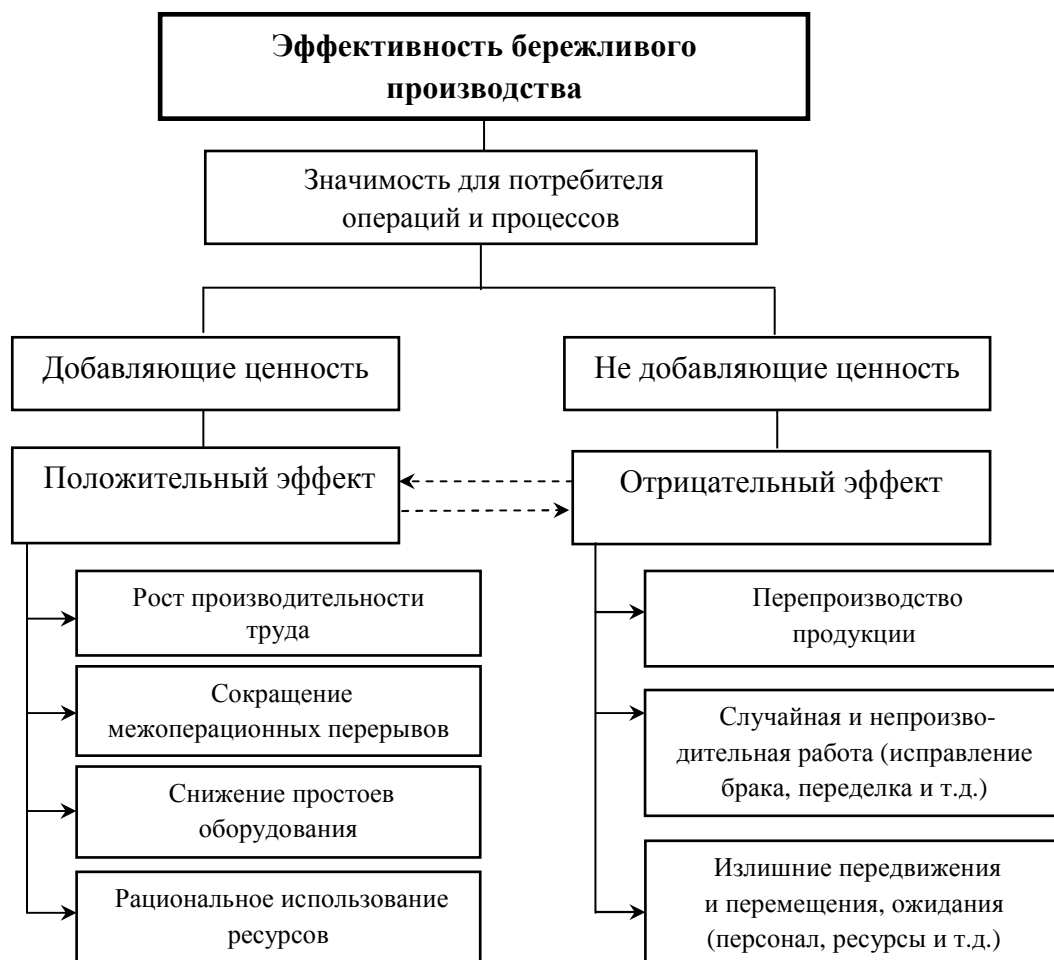 Эффективность бережливого
производства
Значимость для потребителя
операций и процессов
Добавляющие ценность
Не добавляющие ценность
Положительный эффект
Отрицательный эффект
Рост производительности
труда
Сокращение
межоперационных перерывов
Снижение простоев
оборудования
Рациональное использование
ресурсов
Перепроизводство
продукции
Случайная и непроизво-
дительная работа (исправление
брака, переделка и т.д.)
Излишние передвижения
и перемещения, ожидания
(персонал, ресурсы и т.д.)